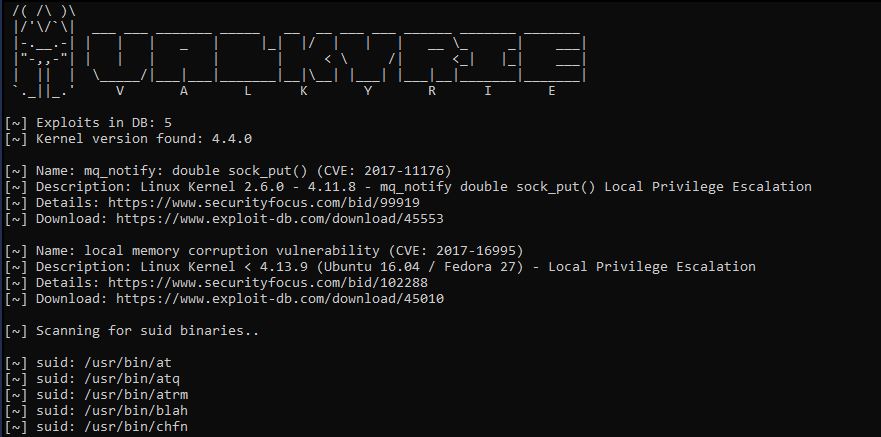 V A L K Y R I E
[~] Exploits in DB: 5
[~] Kernel version found: 4.4.0
[~] Name: mq_notify: double sock_put() (CVE: 2017-11176)
[~] Description: Linux Kernel 2.6.0 - 4.11.8 - mq_notify double sock_put() Local Privilege Escalation
[~] Details: https://www.securityfocus.com/bid/99919
[~] Download: https://www.exploit-db.com/download/45553
[~] Name: local memory corruption vulnerability (CVE: 2017-16995)
[~] Description: Linux Kernel < 4.13.9 (Ubuntu 16.04 / Fedora 27) - Local Privilege Escalation
[~] Details: https://www.securityfocus.com/bid/102288
[~] Download: https://www.exploit-db.com/download/45010
[~] Scanning for suid binaries..
[~] suid: /usr/bin/at
[~] suid: /usr/bin/atq
[~] suid: /usr/bin/atrm
[~] suid: /usr/bin/blah
[~] suid: /usr/bin/chfn